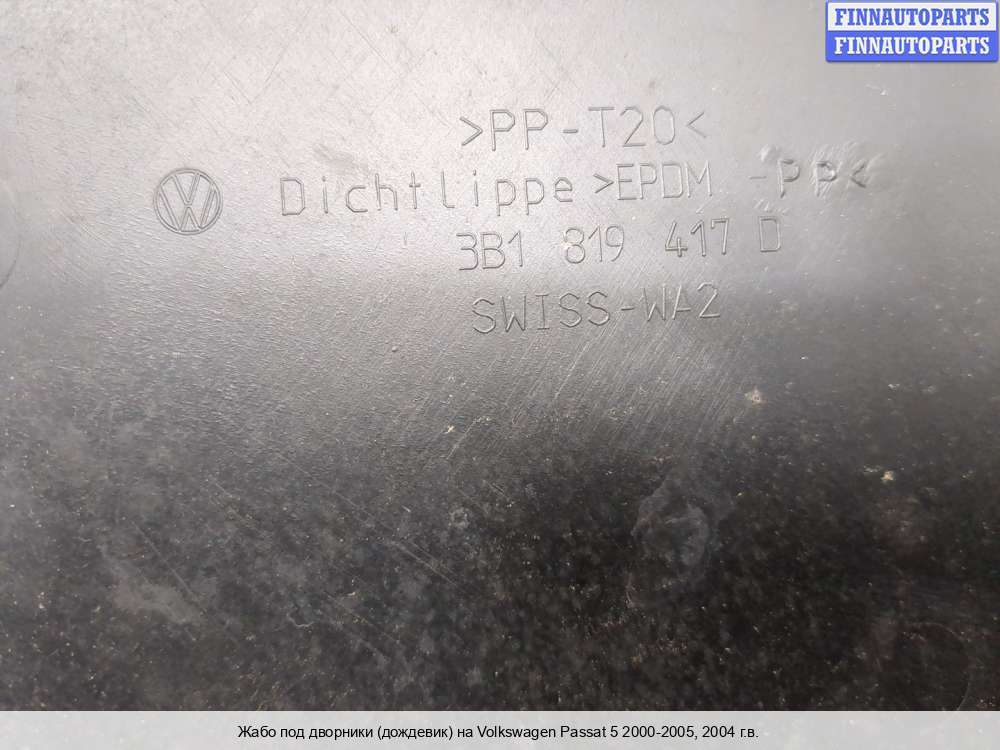 FINNAUTOPARTS
FINNAUTOPARTS
>PP-T20<
Dichtlippe >EPDM -PP<
3B1 819 417 D
SWISS-WA2
Жабо под дворники (дождевик) на Volkswagen Passat 5 2000-2005, 2004 г.в.